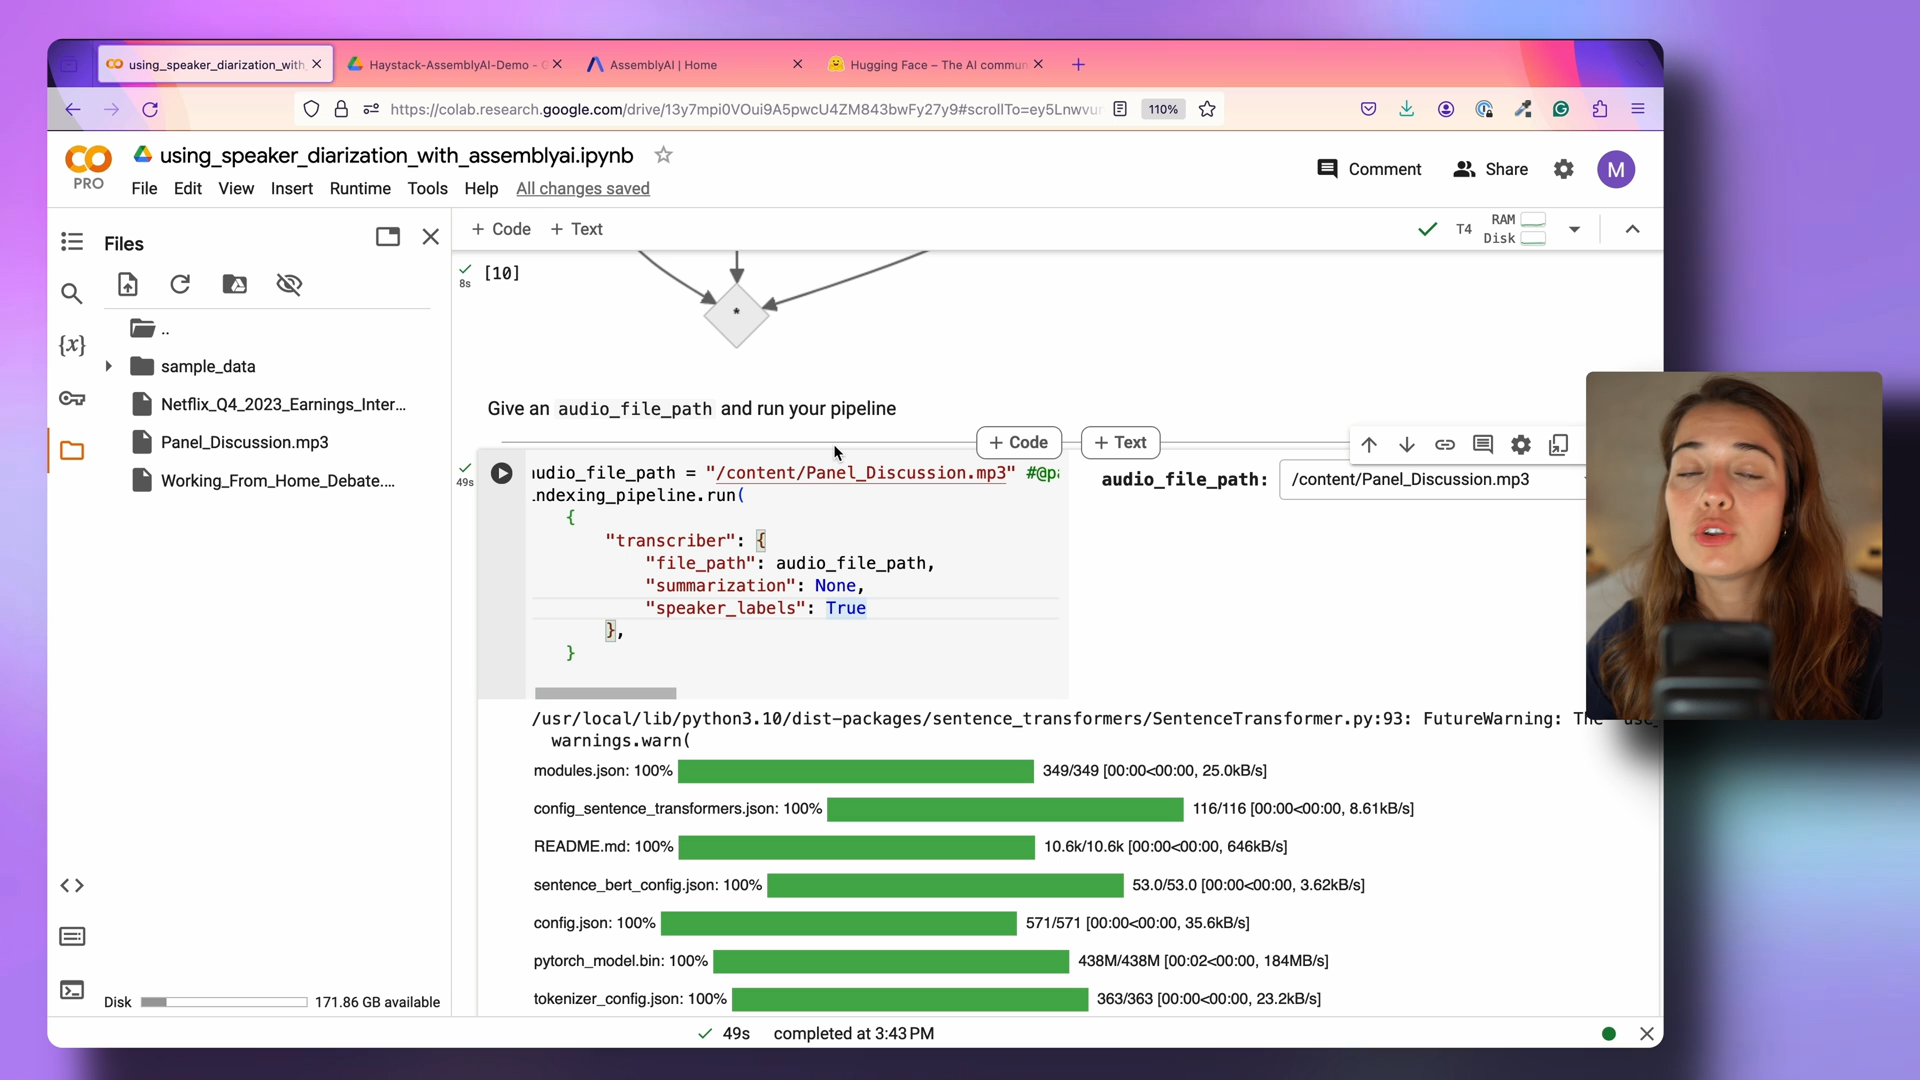 using_speaker_diarization_with
Haystack-AssemblyAI-Demo - G
AssemblyAI | Home
Hugging Face – The AI commun
https://colab.research.google.com/drive/13y7mpi0VOui9A5pwcU4ZM843bwFy27y9#scrollTo=ey5Lnwvu
110%
CO
PRO
using_speaker_diarization_with_assemblyai.ipynb
File Edit View Insert Runtime Tools Help All changes saved
Comment
Share
M
Files
+ Code + Text
T4
RAM
Disk
..
sample_data
Netflix_Q4_2023_Earnings_Inter...
Panel_Discussion.mp3
Working_From_Home_Debate....
{x}
Disk
171.86 GB available
8s
[10]
*
Give an audio_file_path and run your pipeline
+ Code
+ Text
49s
udio_file_path = "/content/Panel_Discussion.mp3" #@pa
ndexing_pipeline.run(
{
"transcriber": {
"file_path": audio_file_path,
"summarization": None,
"speaker_labels": True
},
}
audio_file_path: /content/Panel_Discussion.mp3
/usr/local/lib/python3.10/dist-packages/sentence_transformers/SentenceTransformer.py:93: FutureWarning: The `use_
warnings.warn(
modules.json: 100% 349/349 [00:00<00:00, 25.0kB/s]
config_sentence_transformers.json: 100% 116/116 [00:00<00:00, 8.61kB/s]
README.md: 100% 10.6k/10.6k [00:00<00:00, 646kB/s]
sentence_bert_config.json: 100% 53.0/53.0 [00:00<00:00, 3.62kB/s]
config.json: 100% 571/571 [00:00<00:00, 35.6kB/s]
pytorch_model.bin: 100% 438M/438M [00:02<00:00, 184MB/s]
tokenizer_config.json: 100% 363/363 [00:00<00:00, 23.2kB/s]
49s completed at 3:43 PM